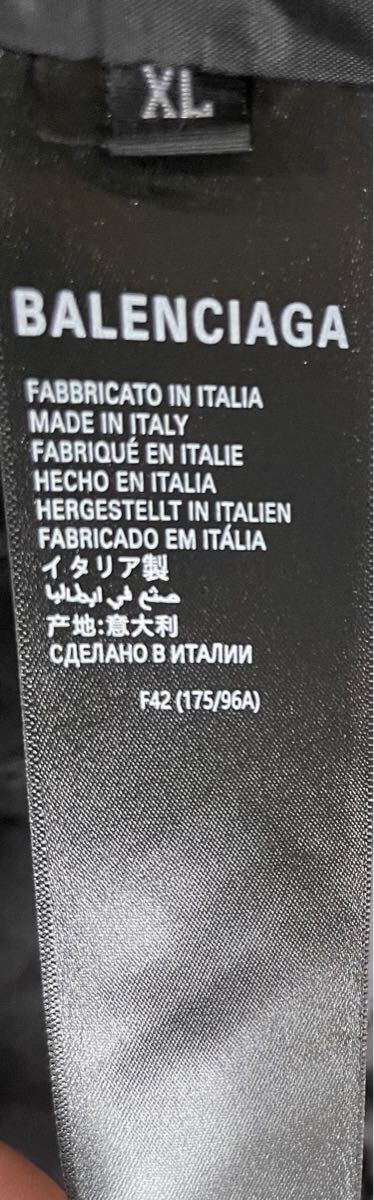 XL
BALENCIAGA
FABBRICATO IN ITALIA
MADE IN ITALY
FABRIQUÉ EN ITALIE
HECHO EN ITALIA
HERGESTELLT IN ITALIEN
FABRICADO EM ITÁLIA
イタリア製
صنع في ايطاليا
产地:意大利
СДЕЛАНО В ИТАЛИИ
F42 (175/96A)